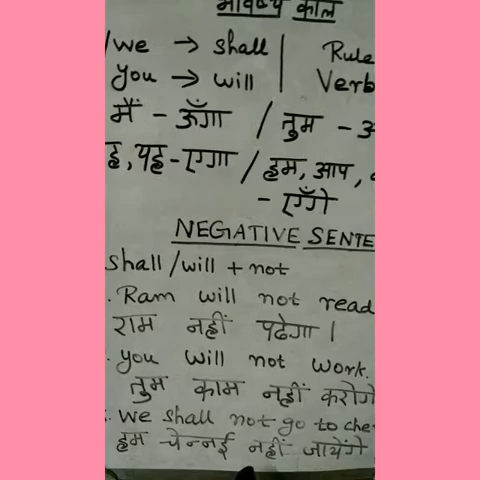 भविष्य काल
/we → shall | Rule
you → will | Verb
मैं - ऊँगा / तुम -
ह, यह - एगा / हम, आप,
- एँगे
NEGATIVE SENTE
shall/will + not
. Ram will not read
राम नहीं पढेगा ।
. you will not work.
तुम काम नहीं करोगे
: we shall not go to che
हम चेन्नई नहीं जायेंगे